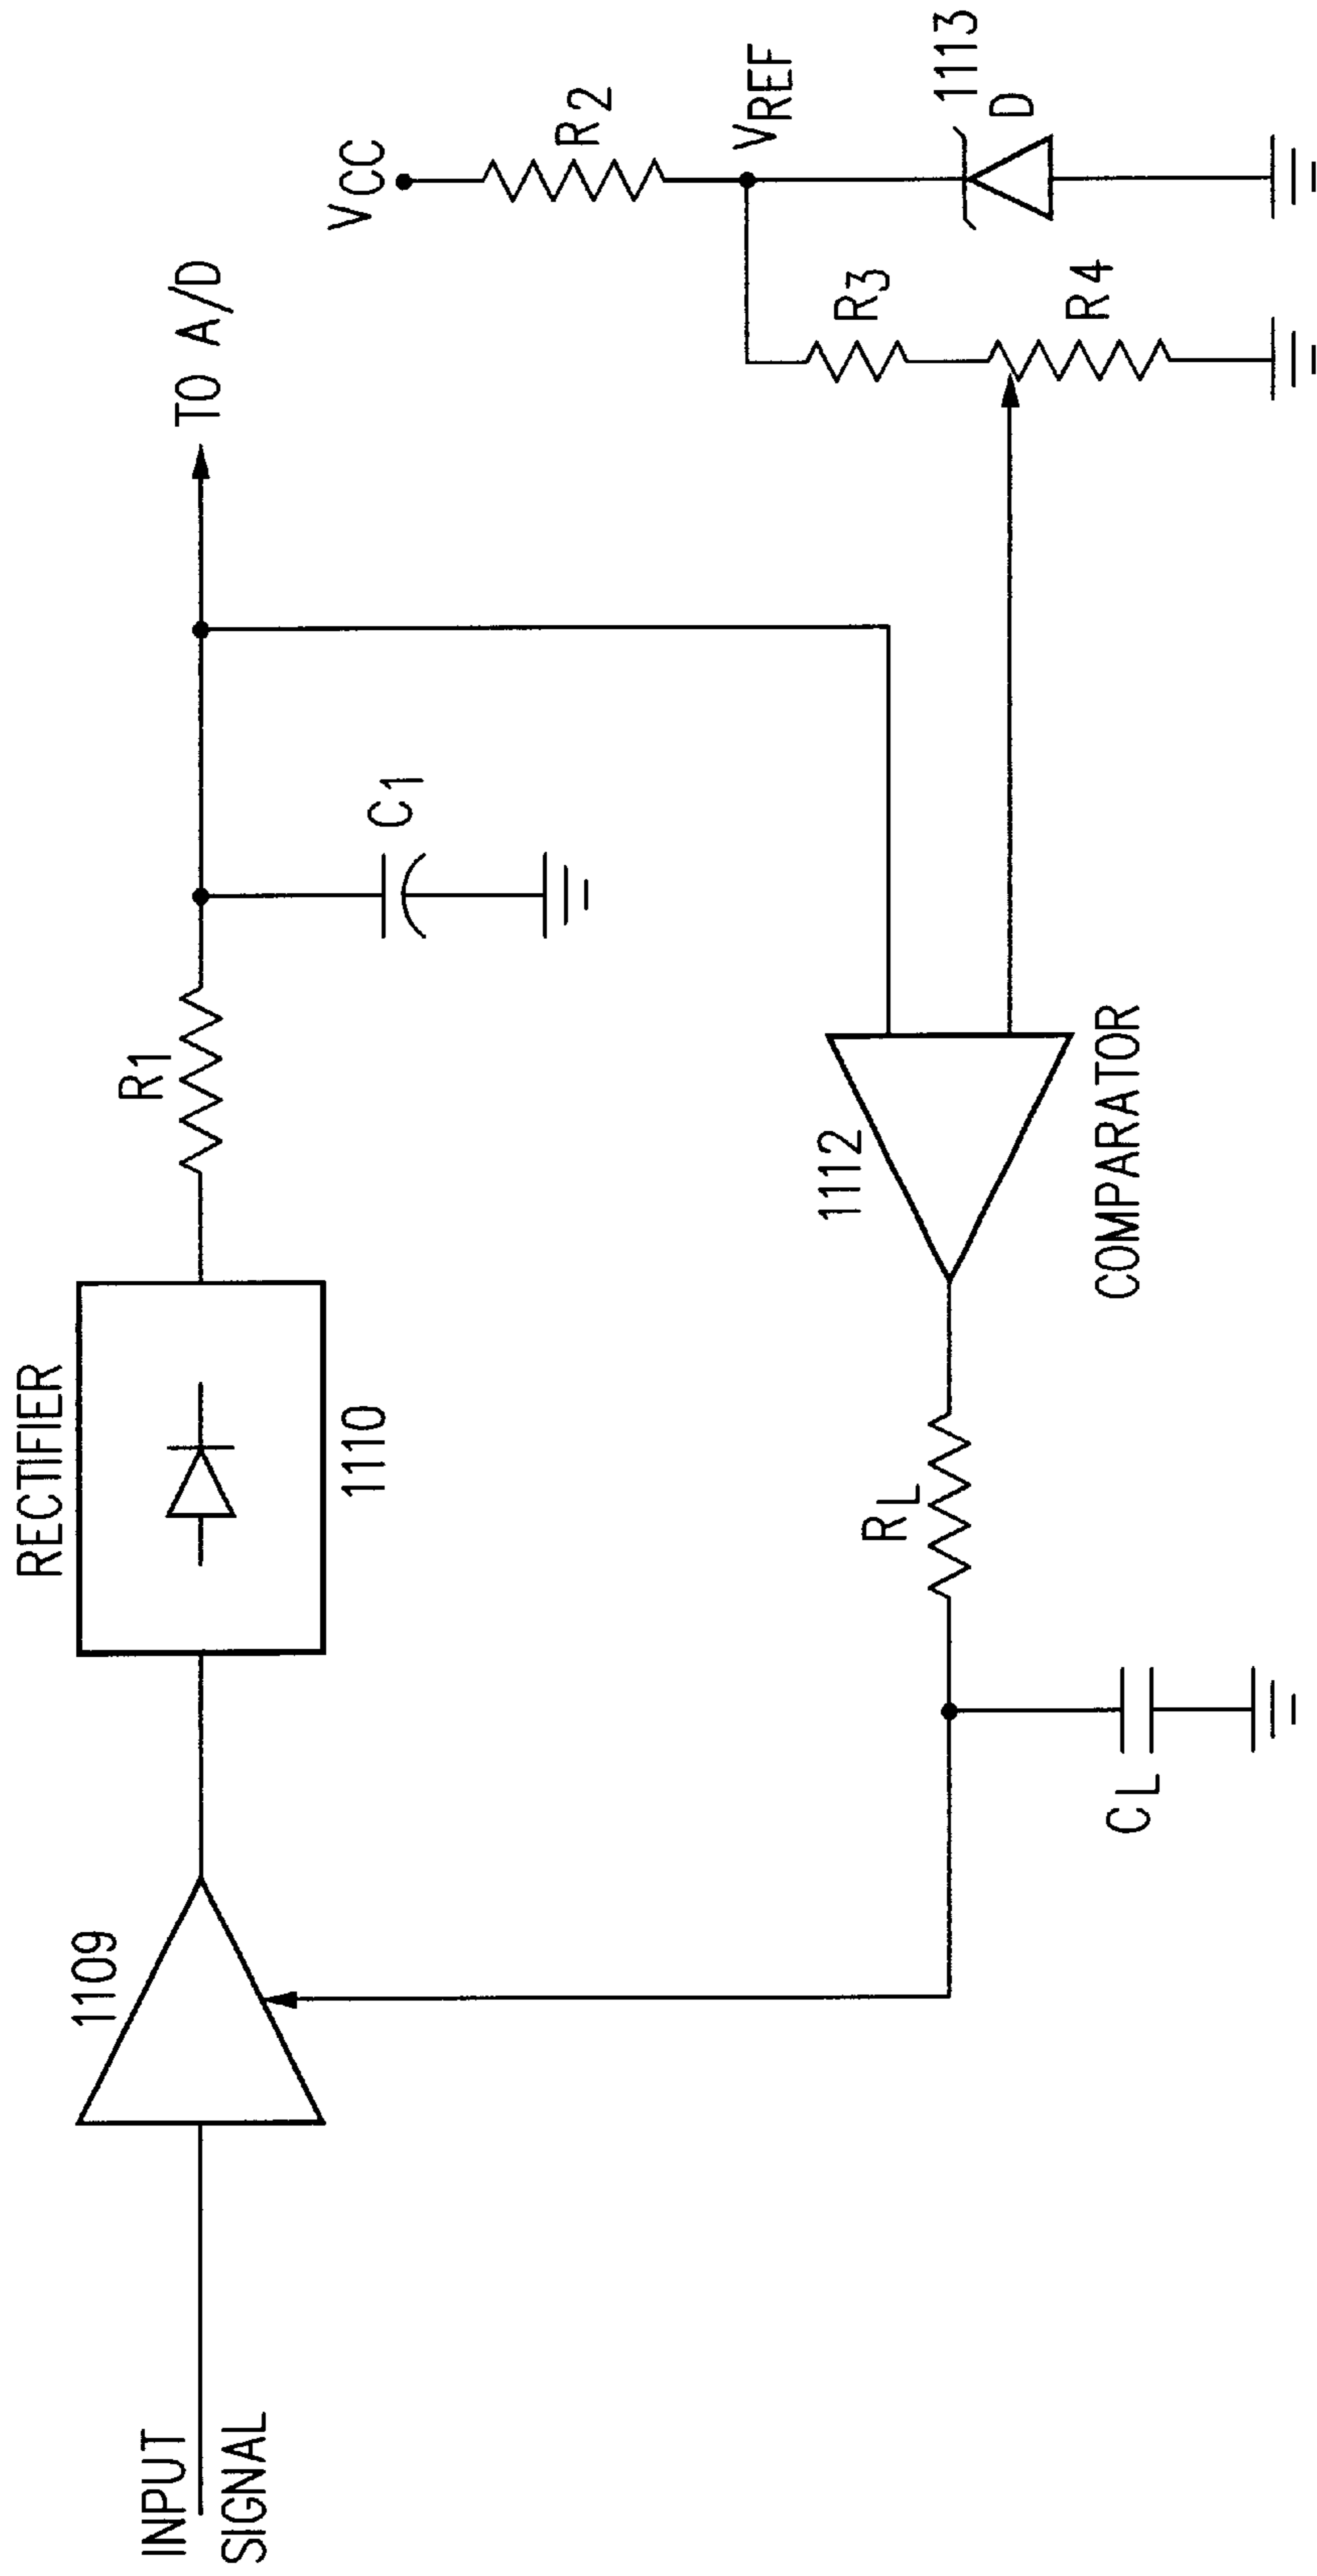 INPUT
SIGNAL
1109
RECTIFIER
1110
R1
C1
TO A/D
VCC
R2
VREF
1113
D
R3
R4
1112
COMPARATOR
RL
CL